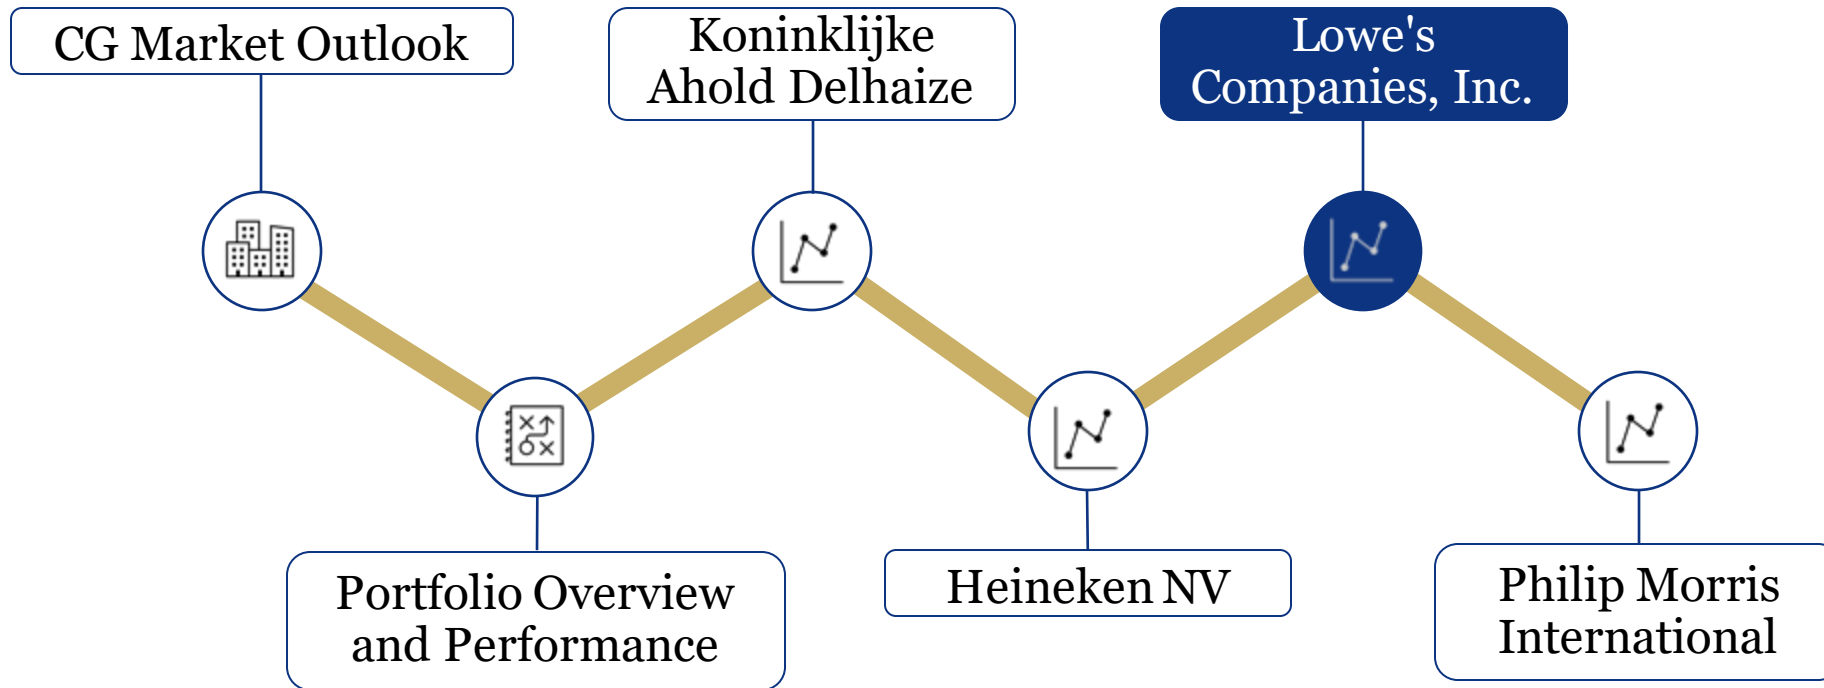 CG Market Outlook
Koninklijke
Ahold Delhaize
Lowe's
Companies, Inc.
Portfolio Overview
and Performance
Heineken NV
Philip Morris
International